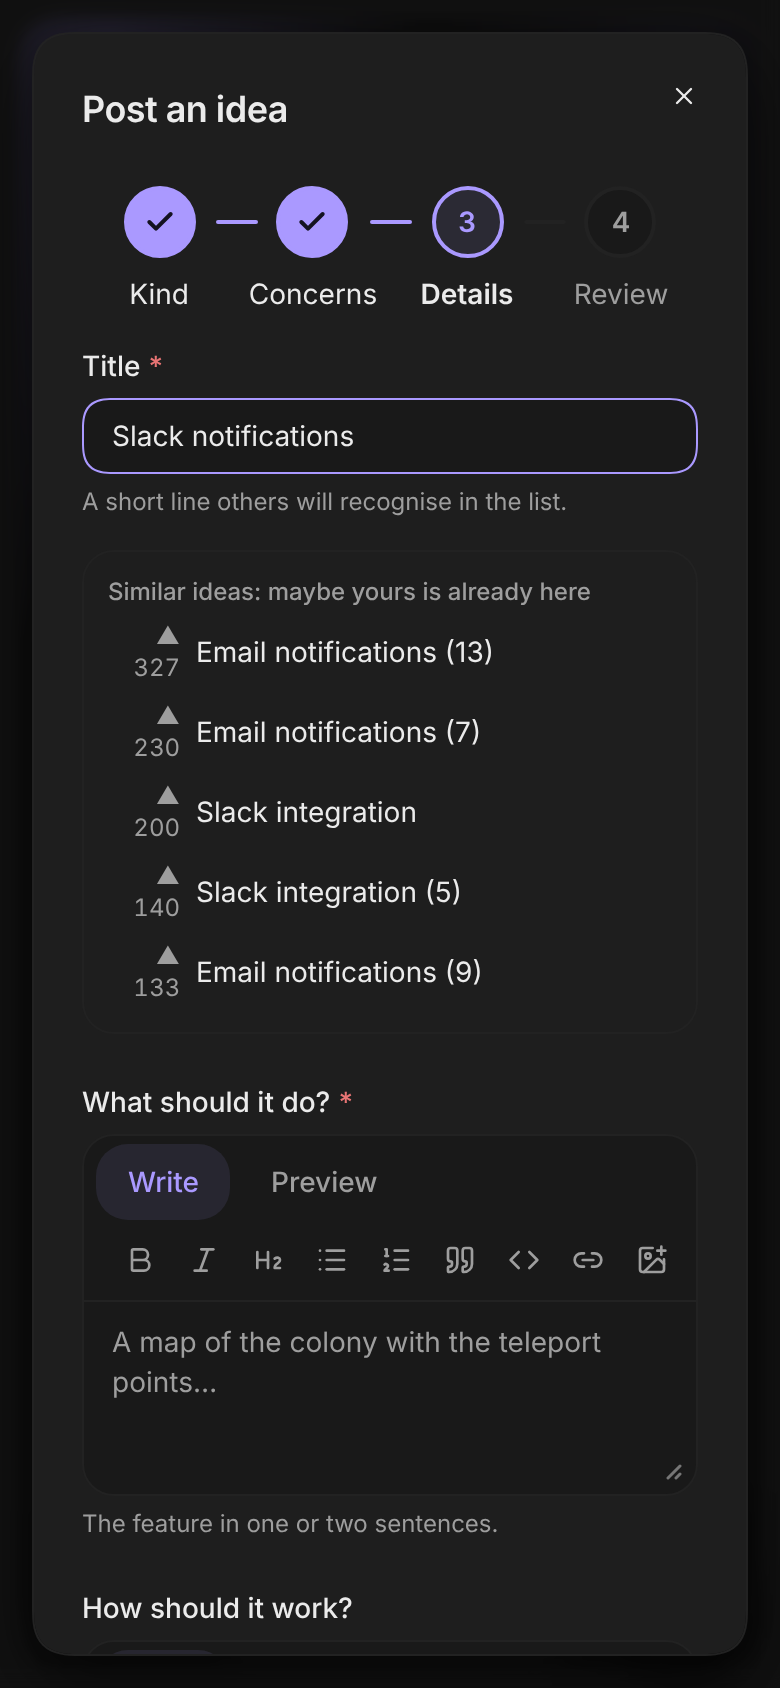 Post an idea
3
4
Kind
Concerns
Details
Review
Title *
Slack notifications
A short line others will recognise in the list.
Similar ideas: maybe yours is already here
327
Email notifications (13)
230
Email notifications (7)
200
Slack integration
140
Slack integration (5)
133
Email notifications (9)
What should it do? *
Write
Preview
B I H2
A map of the colony with the teleport
points...
The feature in one or two sentences.
How should it work?